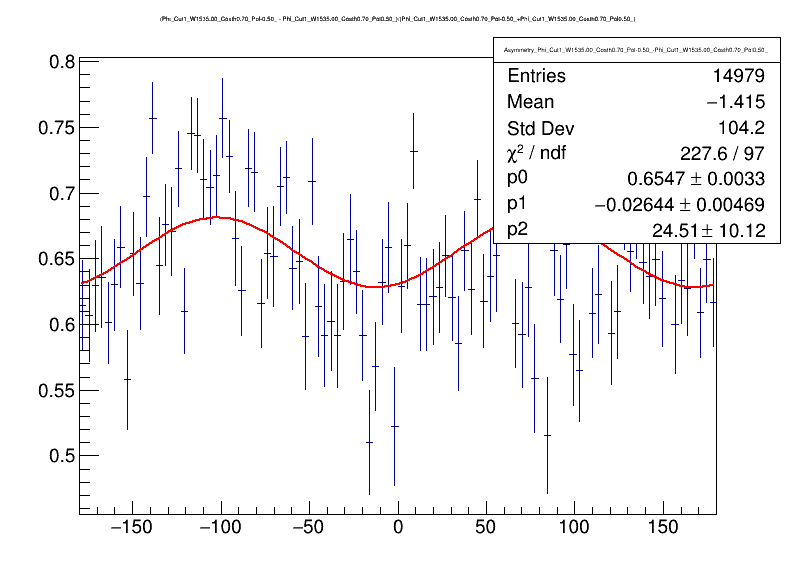 (Phi_Cut1_W1535.00_Costh0.70_Pol-0.50_ - Phi_Cut1_W1535.00_Costh0.70_Pol0.50_)/(Phi_Cut1_W1535.00_Costh0.70_Pol-0.50_+Phi_Cut1_W1535.00_Costh0.70_Pol0.50_)
Asymmetry_Phi_Cut1_W1535.00_Costh0.70_Pol-0.50_-Phi_Cut1_W1535.00_Costh0.70_Pol0.50_
Entries 14979
Mean −1.415
Std Dev 104.2
χ² / ndf 227.6 / 97
p0 0.6547 ± 0.0033
p1 −0.02644 ± 0.00469
p2 24.51 ± 10.12
0.8
0.75
0.7
0.65
0.6
0.55
0.5
−150 −100 −50 0 50 100 150